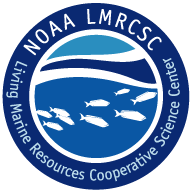 NOAA LMRCSC
Living Marine Resources Cooperative Science Center